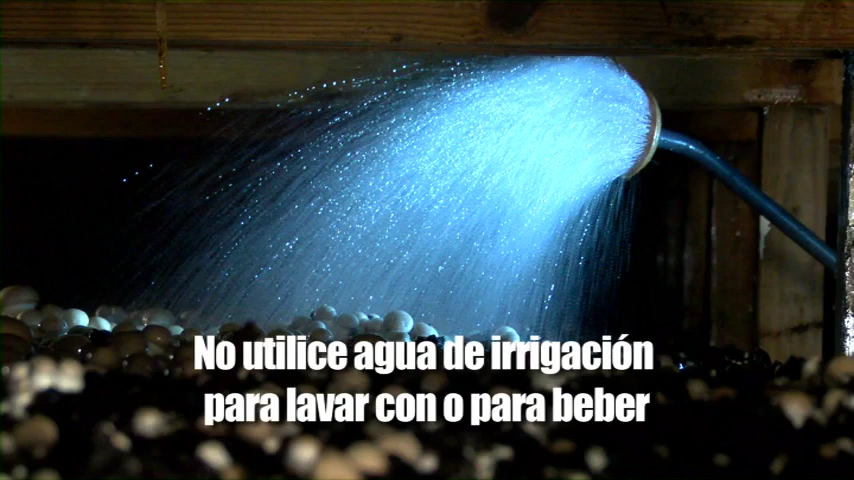 No utilice agua de irrigación
para lavar con o para beber